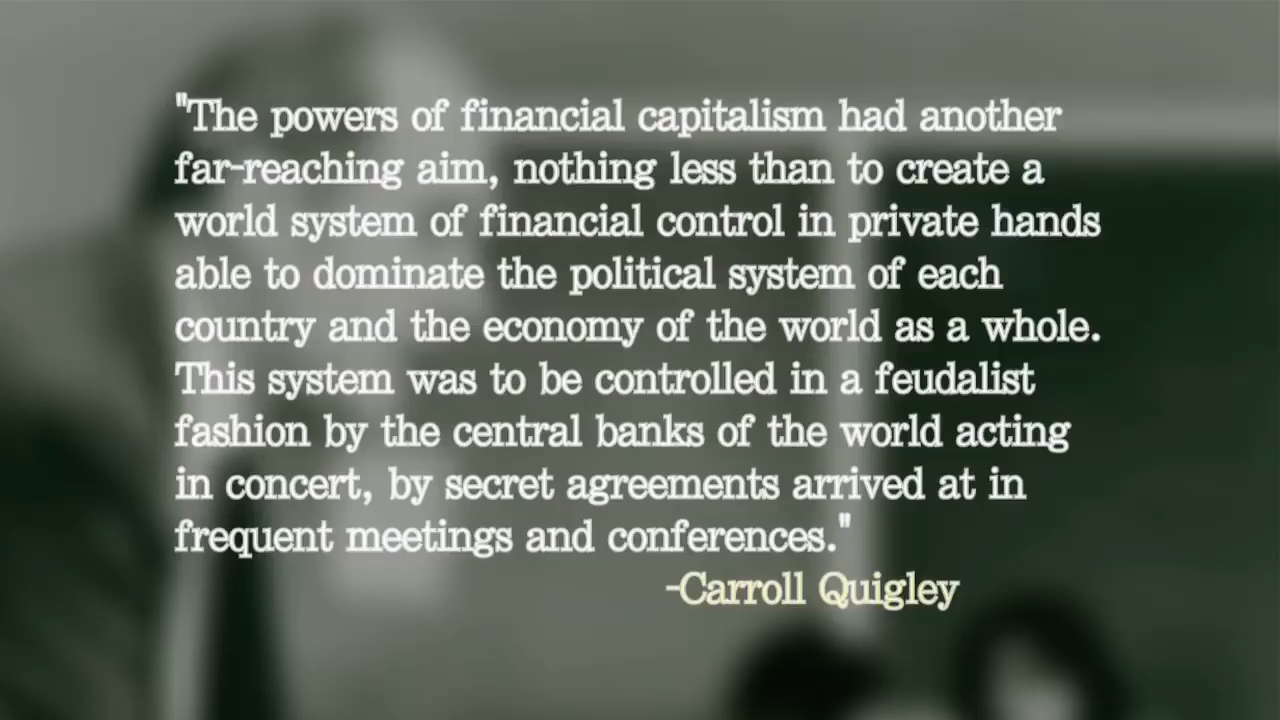 "The powers of financial capitalism had another
far-reaching aim, nothing less than to create a
world system of financial control in private hands
able to dominate the political system of each
country and the economy of the world as a whole.
This system was to be controlled in a feudalist
fashion by the central banks of the world acting
in concert, by secret agreements arrived at in
frequent meetings and conferences."
-Carroll Quigley